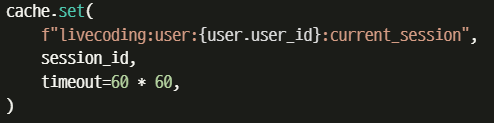 cache.set(
    f"livecoding:user:{user.user_id}:current_session",
    session_id,
    timeout=60 * 60,
)